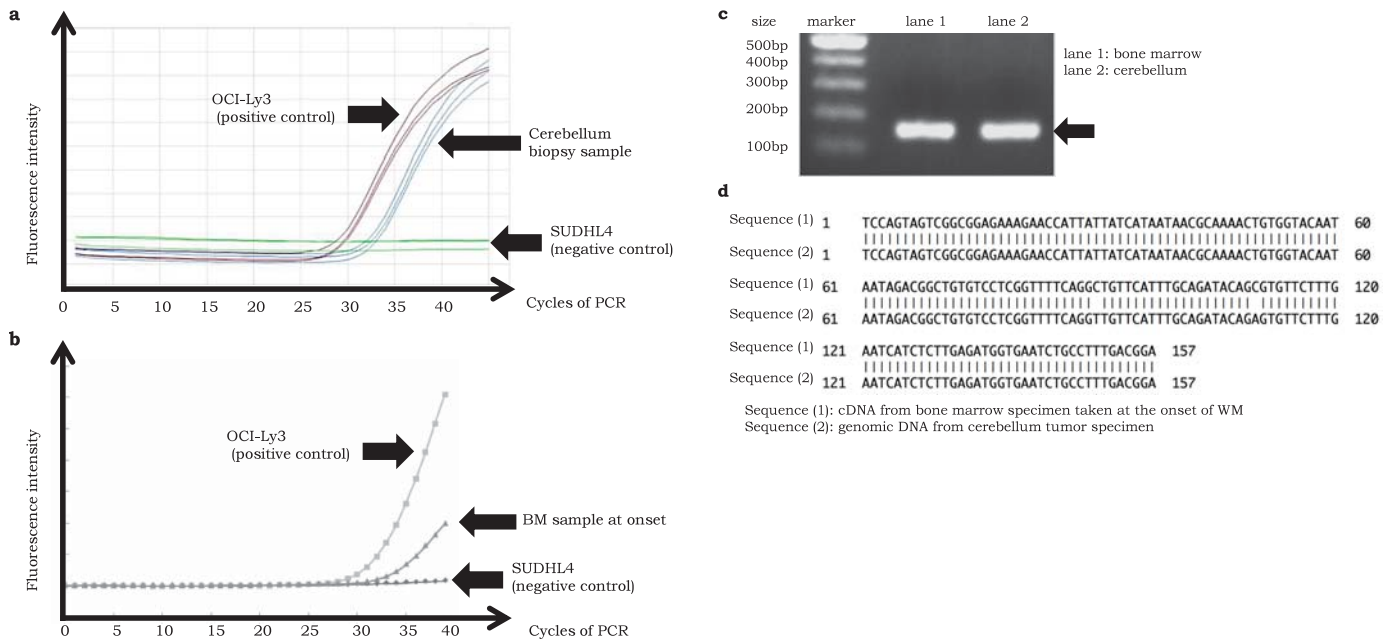 a
Fluorescence intensity
OCI-Ly3
(positive control)
Cerebellum
biopsy sample
SUDHL4
(negative control)
0 5 10 15 20 25 30 35 40
Cycles of PCR
b
Fluorescence intensity
OCI-Ly3
(positive control)
BM sample at onset
SUDHL4
(negative control)
0 5 10 15 20 25 30 35 40
Cycles of PCR
c
size marker lane 1 lane 2
500bp
400bp
300bp
200bp
100bp
lane 1: bone marrow
lane 2: cerebellum
d
Sequence (1) 1 TCCAGTAGTCGGCGGAGAAAGAACCATTATTATCATAATAACGCAAAACTGTGGTACAAT 60
Sequence (2) 1 TCCAGTAGTCGGCGGAGAAAGAACCATTATTATCATAATAACGCAAAACTGTGGTACAAT 60
Sequence (1) 61 AATAGACGGCTGTGTCCTCGGTTTTCAGGCTGTTCATTTGCAGATACAGCGTGTTCTTTG 120
Sequence (2) 61 AATAGACGGCTGTGTCCTCGGTTTTCAGGTTGTTCATTTGCAGATACAGAGTGTTCTTTG 120
Sequence (1) 121 AATCATCTCTTGAGATGGTGAATCTGCCTTTGACGGA 157
Sequence (2) 121 AATCATCTCTTGAGATGGTGAATCTGCCTTTGACGGA 157
Sequence (1): cDNA from bone marrow specimen taken at the onset of WM
Sequence (2): genomic DNA from cerebellum tumor specimen